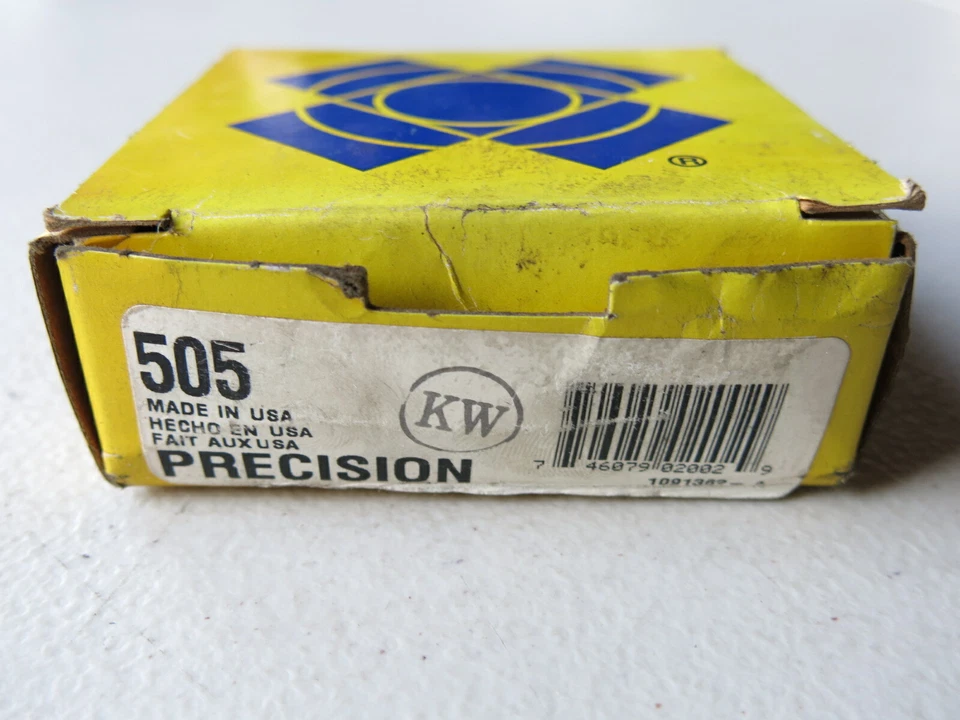 ®
505
MADE IN USA
HECHO EN USA
FAIT AUX USA
PRECISION
KW
7 46079 02002 9